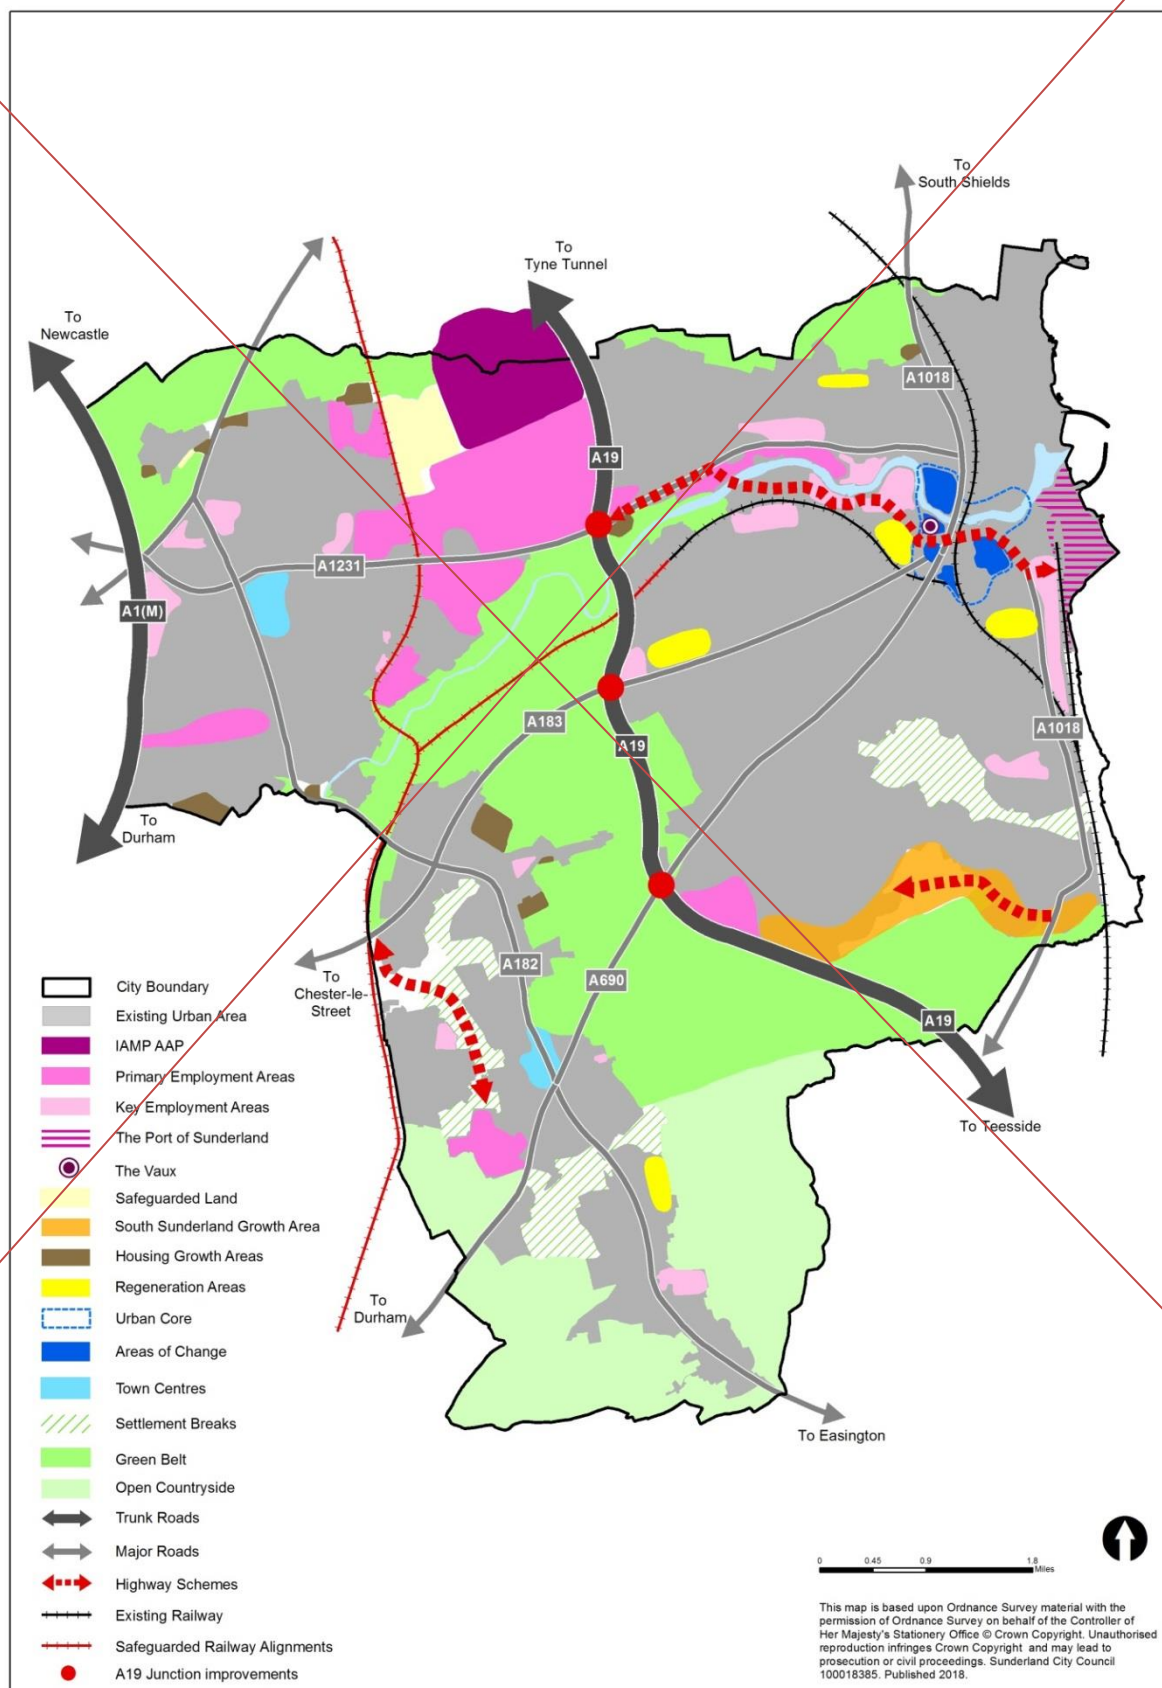 To
South Shields
To
Tyne Tunnel
To
Newcastle
A1018
A19
A1231
A1(M)
A183
A19
A1018
To
Durham
A182
A690
To
Chester-le-
Street
A19
To Teesside
To
Durham
To Easington
City Boundary
Existing Urban Area
IAMP AAP
Primary Employment Areas
Key Employment Areas
The Port of Sunderland
The Vaux
Safeguarded Land
South Sunderland Growth Area
Housing Growth Areas
Regeneration Areas
Urban Core
Areas of Change
Town Centres
Settlement Breaks
Green Belt
Open Countryside
Trunk Roads
Major Roads
Highway Schemes
Existing Railway
Safeguarded Railway Alignments
A19 Junction improvements
0 0.45 0.9 1.8
Miles
This map is based upon Ordnance Survey material with the
permission of Ordnance Survey on behalf of the Controller of
Her Majesty's Stationery Office © Crown Copyright. Unauthorised
reproduction infringes Crown Copyright and may lead to
prosecution or civil proceedings. Sunderland City Council
100018385. Published 2018.